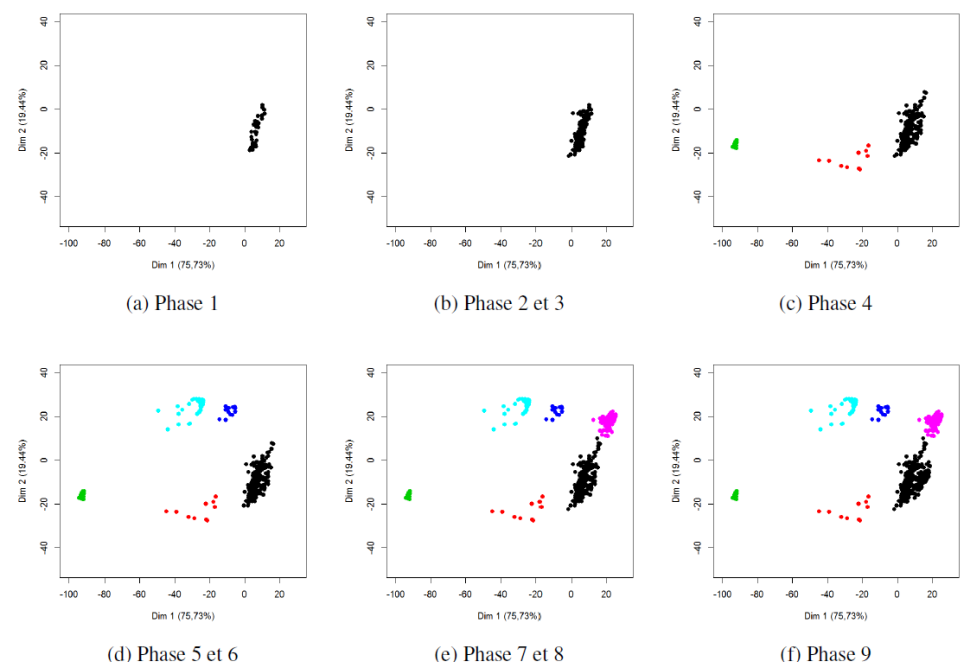 40
20
0
-20
-40
Dim 2 (19.44%)
-100 -80 -60 -40 -20 0 20
Dim 1 (75,73%)
(a) Phase 1
40
20
0
-20
-40
Dim 2 (19.44%)
-100 -80 -60 -40 -20 0 20
Dim 1 (75,73%)
(b) Phase 2 et 3
40
20
0
-20
-40
Dim 2 (19.44%)
-100 -80 -60 -40 -20 0 20
Dim 1 (75,73%)
(c) Phase 4
40
20
0
-20
-40
Dim 2 (19.44%)
-100 -80 -60 -40 -20 0 20
Dim 1 (75,73%)
(d) Phase 5 et 6
40
20
0
-20
-40
Dim 2 (19.44%)
-100 -80 -60 -40 -20 0 20
Dim 1 (75,73%)
(e) Phase 7 et 8
40
20
0
-20
-40
Dim 2 (19.44%)
-100 -80 -60 -40 -20 0 20
Dim 1 (75,73%)
(f) Phase 9